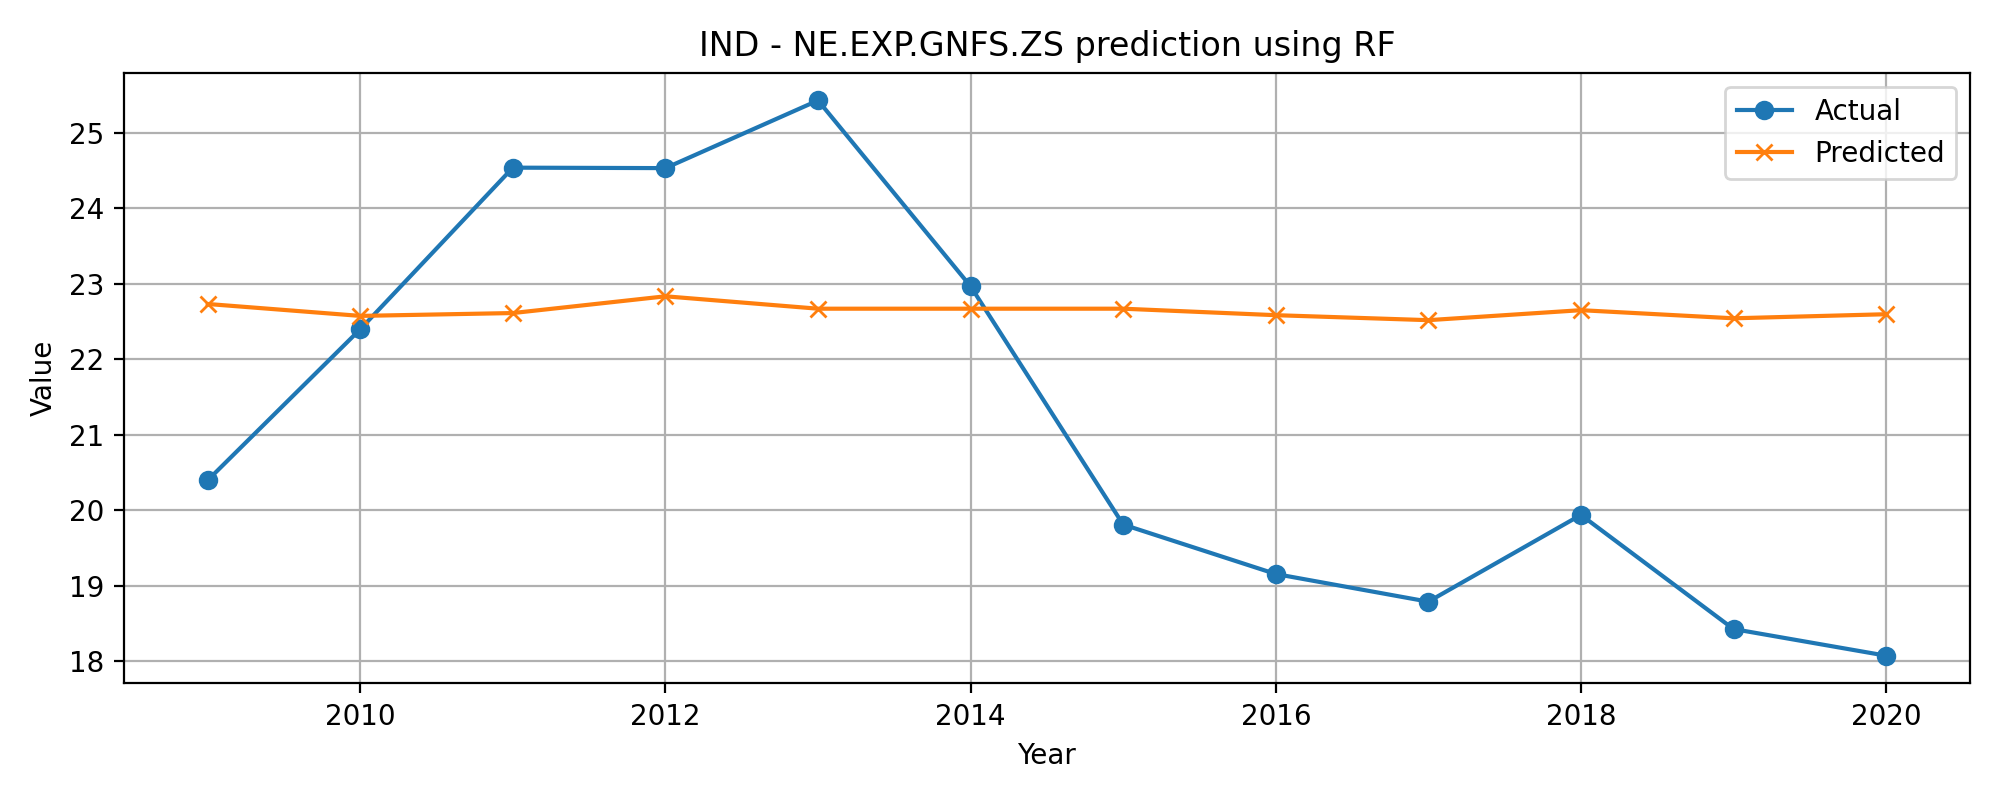 IND - NE.EXP.GNFS.ZS prediction using RF
Actual
Predicted
25
24
23
22
21
20
19
18
Value
2010 2012 2014 2016 2018 2020
Year